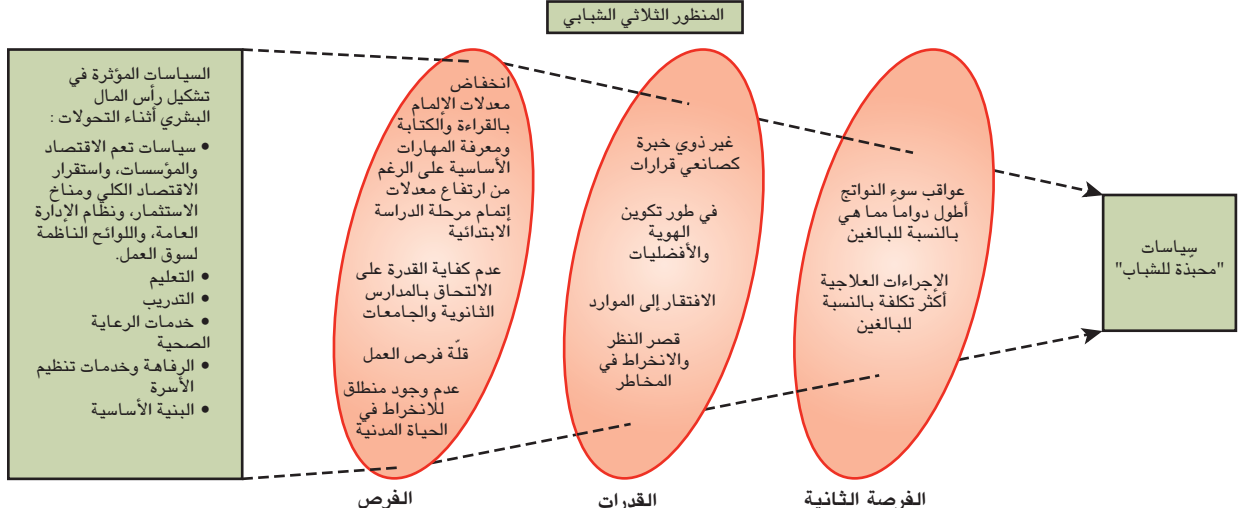 المنظور الثلاثي الشبابي
السياسات المؤثرة في
تشكيل رأس المال
البشري أثناء التحولات :
• سياسات تعم الاقتصاد
والمؤسسات، واستقرار
الاقتصاد الكلي ومناخ
الاستثمار، ونظام الإدارة
العامة، واللوائح الناظمة
لسوق العمل.
• التعليم
• التدريب
• خدمات الرعاية
الصحية
• الرفاهة وخدمات تنظيم
الأسرة
• البنية الأساسية
انخفاض
معدلات الإلمام
بالقراءة والكتابة
ومعرفة المهارات
الأساسية على الرغم
من ارتفاع معدلات
إتمام مرحلة الدراسة
الابتدائية
عدم كفاية القدرة على
الالتحاق بالمدارس
الثانوية والجامعات
قلّة فرص العمل
عدم وجود منطلق
للانخراط في
الحياة المدنية
الفرص
غير ذوي خبرة
كصانعي قرارات
في طور تكوين
الهوية
والأفضليات
الافتقار إلى الموارد
قصر النظر
والانخراط في
المخاطر
القدرات
عواقب سوء النواتج
أطول دواماً مما هي
بالنسبة للبالغين
الإجراءات العلاجية
أكثر تكلفة بالنسبة
للبالغين
الفرصة الثانية
سياسات
"محبذة للشباب"